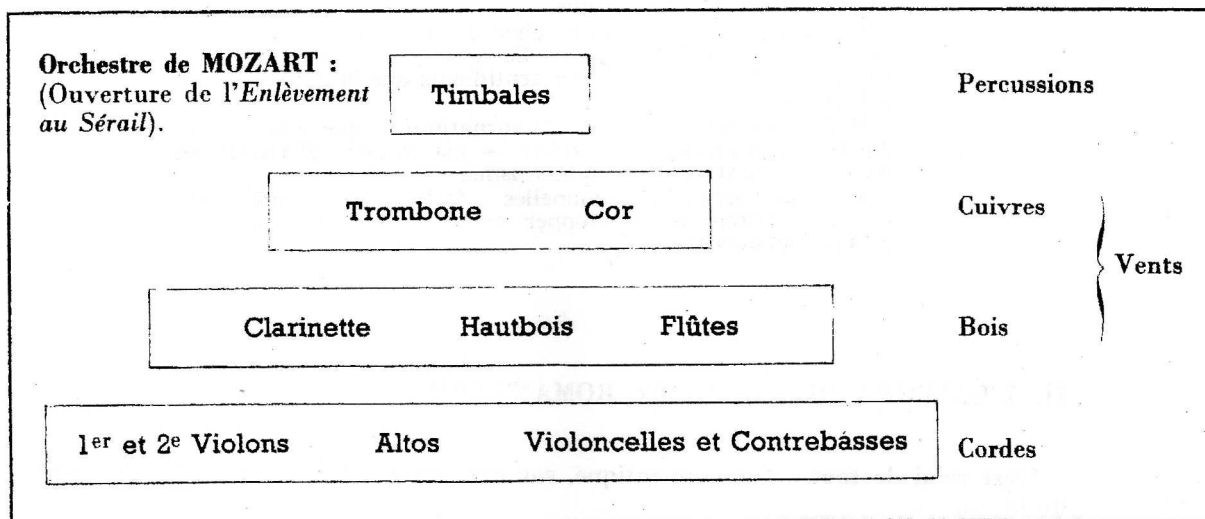 Orchestre de MOZART :
(Ouverture de l'Enlèvement
au Sérail).
Timbales
Percussions
Trombone Cor
Cuivres
Vents
Clarinette Hautbois Flûtes
Bois
1er et 2e Violons Altos Violoncelles et Contrebasses
Cordes